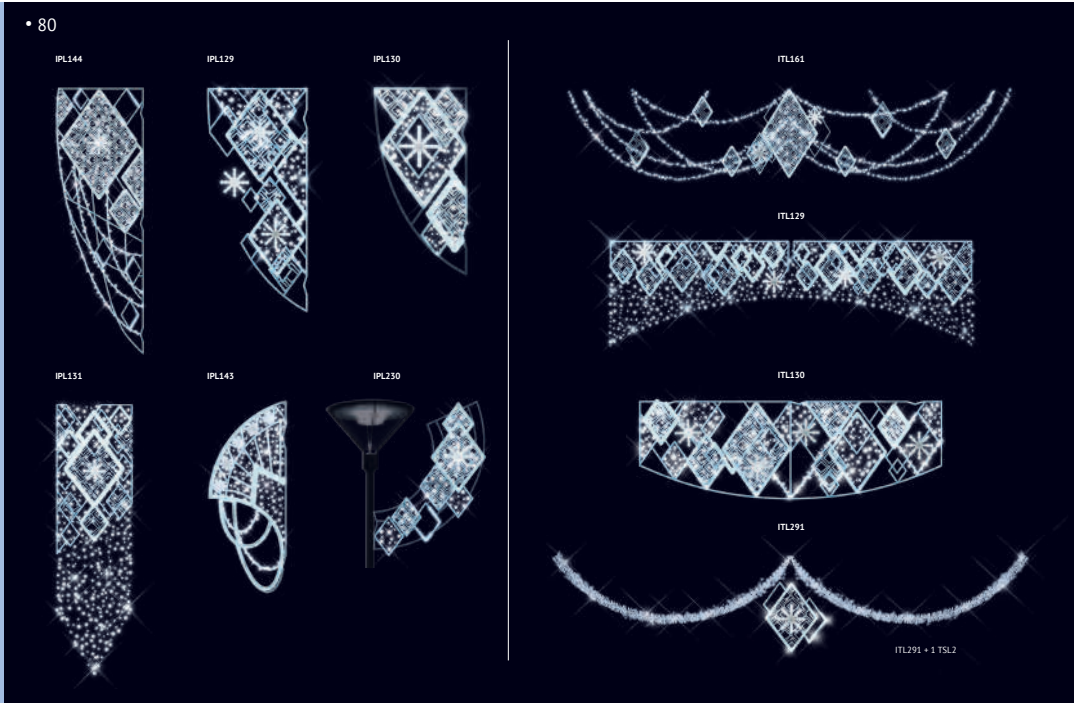 • 80
IPL144
IPL129
IPL130
IPL131
IPL143
IPL230
ITL161
ITL129
ITL130
ITL291
ITL291 + 1 TSL2